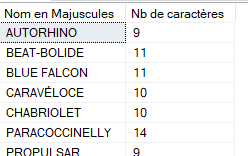 Nom en Majuscules Nb de caractères
AUTORHINO 9
BEAT-BOLIDE 11
BLUE FALCON 11
CARAVÉLOCE 10
CHABRIOLET 10
PARACOCCINELLY 14
PROPULSAR 9